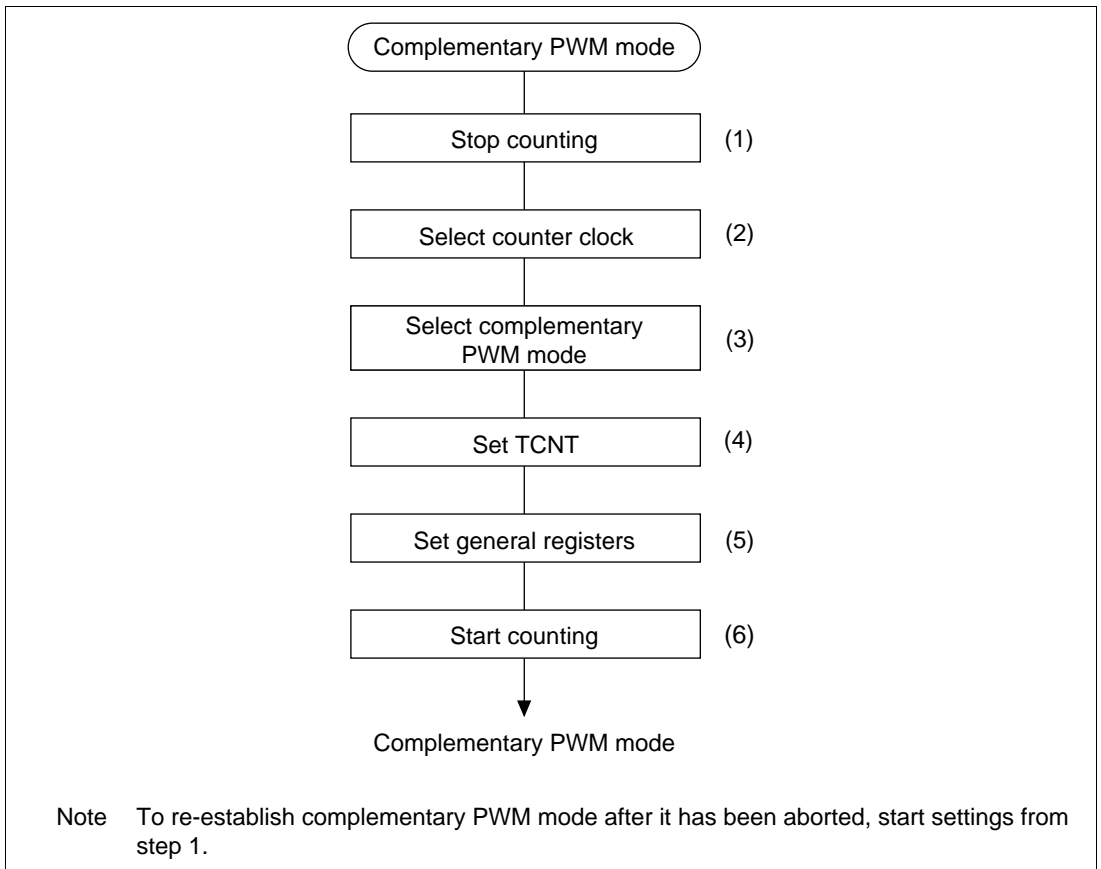 Complementary PWM mode
Stop counting (1)
Select counter clock (2)
Select complementary
PWM mode (3)
Set TCNT (4)
Set general registers (5)
Start counting (6)
Complementary PWM mode
Note To re-establish complementary PWM mode after it has been aborted, start settings from
step 1.